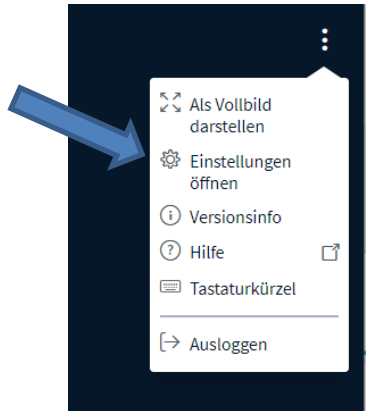 Als Vollbild
darstellen
Einstellungen
öffnen
Versionsinfo
Hilfe
Tastaturkürzel
Ausloggen